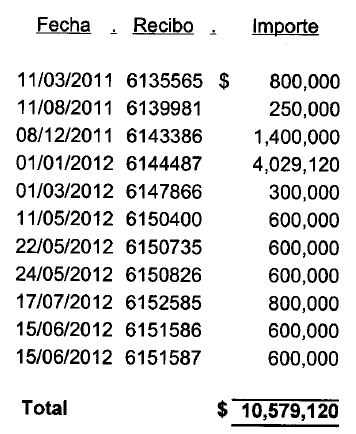 Fecha . Recibo . Importe
11/03/2011 6135565 $ 800,000
11/08/2011 6139981 250,000
08/12/2011 6143386 1,400,000
01/01/2012 6144487 4,029,120
01/03/2012 6147866 300,000
11/05/2012 6150400 600,000
22/05/2012 6150735 600,000
24/05/2012 6150826 600,000
17/07/2012 6152585 800,000
15/06/2012 6151586 600,000
15/06/2012 6151587 600,000
Total $ 10,579,120